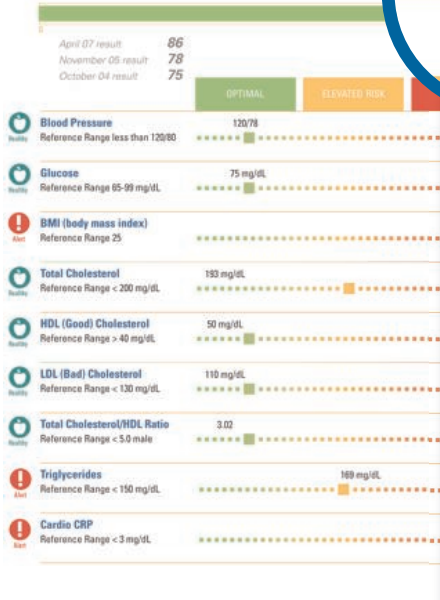 0
April 07 result 86
November 05 result 78
October 04 result 75
OPTIMAL ELEVATED RISK
Healthy Blood Pressure 120/78
Reference Range less than 120/80
Healthy Glucose 75 mg/dL
Reference Range 65-99 mg/dL
Alert BMI (body mass index)
Reference Range 25
Healthy Total Cholesterol 193 mg/dL
Reference Range < 200 mg/dL
Healthy HDL (Good) Cholesterol 50 mg/dL
Reference Range > 40 mg/dL
Healthy LDL (Bad) Cholesterol 110 mg/dL
Reference Range < 130 mg/dL
Healthy Total Cholesterol/HDL Ratio 3.02
Reference Range < 5.0 male
Alert Triglycerides 169 mg/dL
Reference Range < 150 mg/dL
Alert Cardio CRP
Reference Range < 3 mg/dL